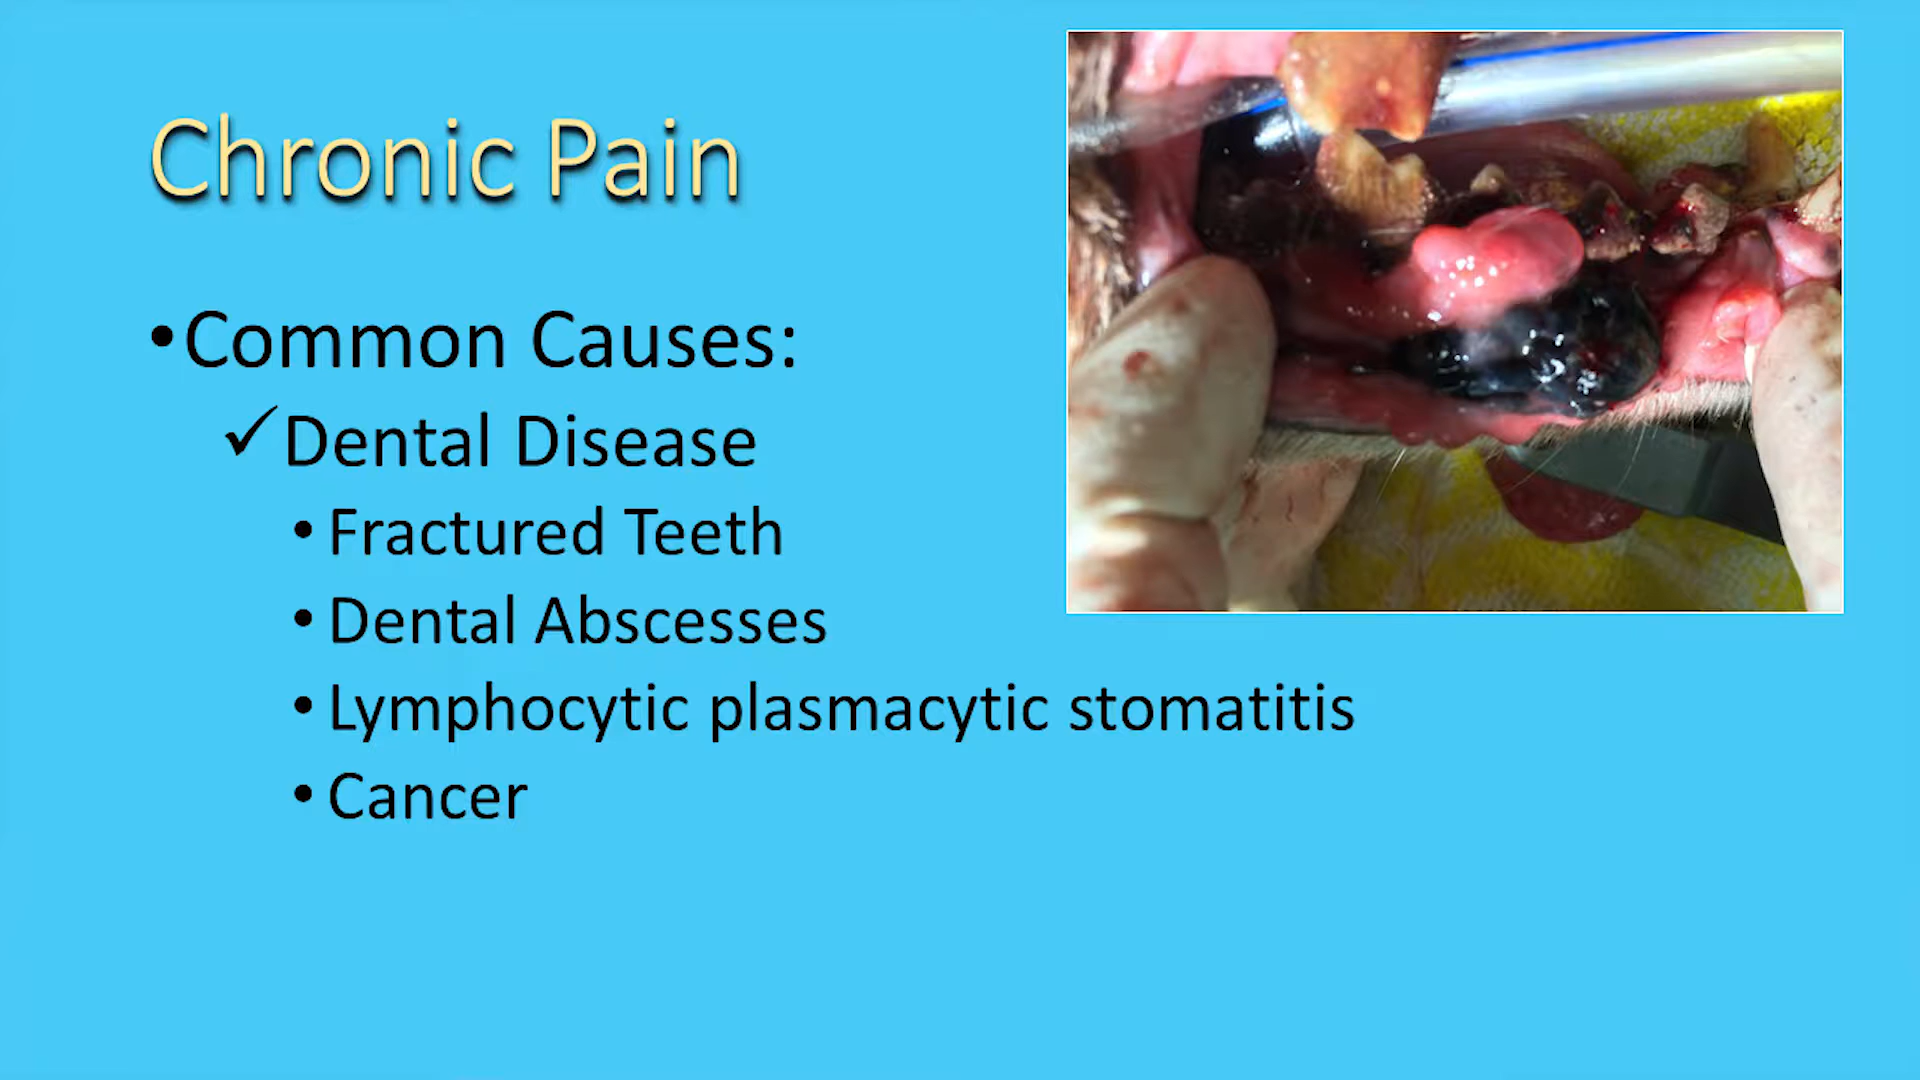 Chronic Pain
•Common Causes:
✓Dental Disease
•Fractured Teeth
•Dental Abscesses
•Lymphocytic plasmacytic stomatitis
•Cancer